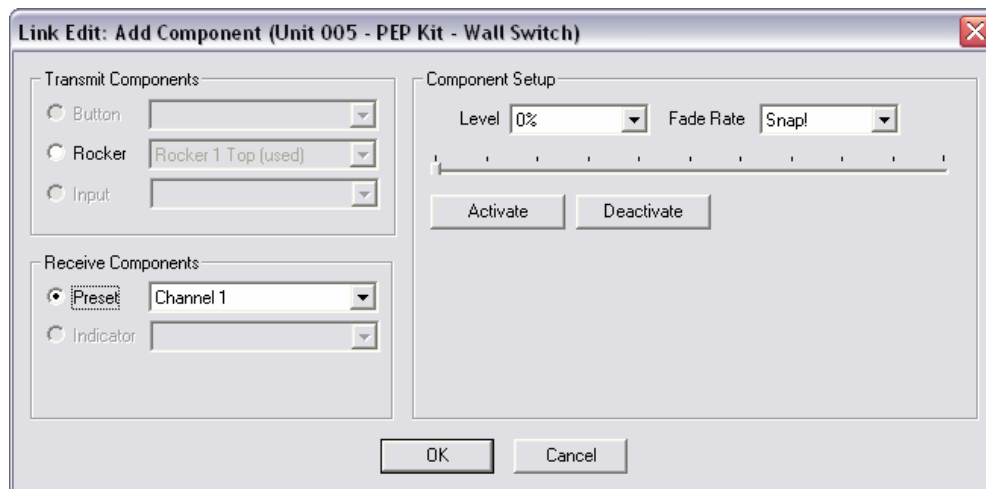 Link Edit: Add Component (Unit 005 - PEP Kit - Wall Switch)
Transmit Components
Button
Rocker Rocker 1 Top (used)
Input
Receive Components
Preset Channel 1
Indicator
Component Setup
Level 0% Fade Rate Snap!
Activate Deactivate
OK Cancel